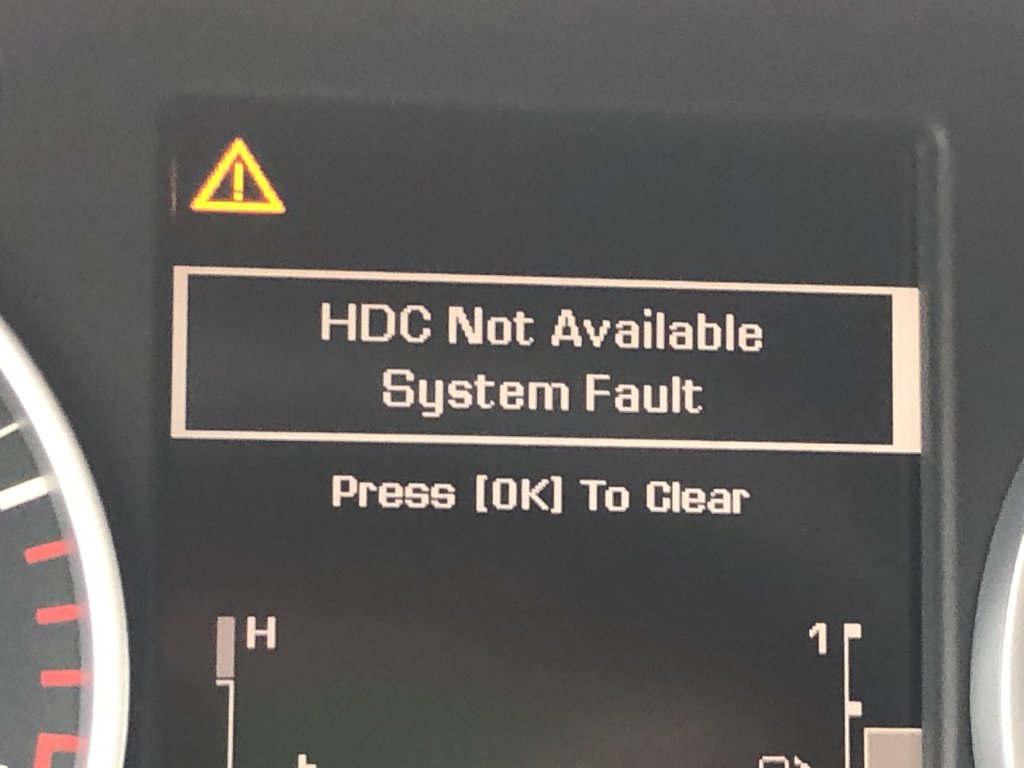 HDC Not Available
System Fault
Press [OK] To Clear
H
1